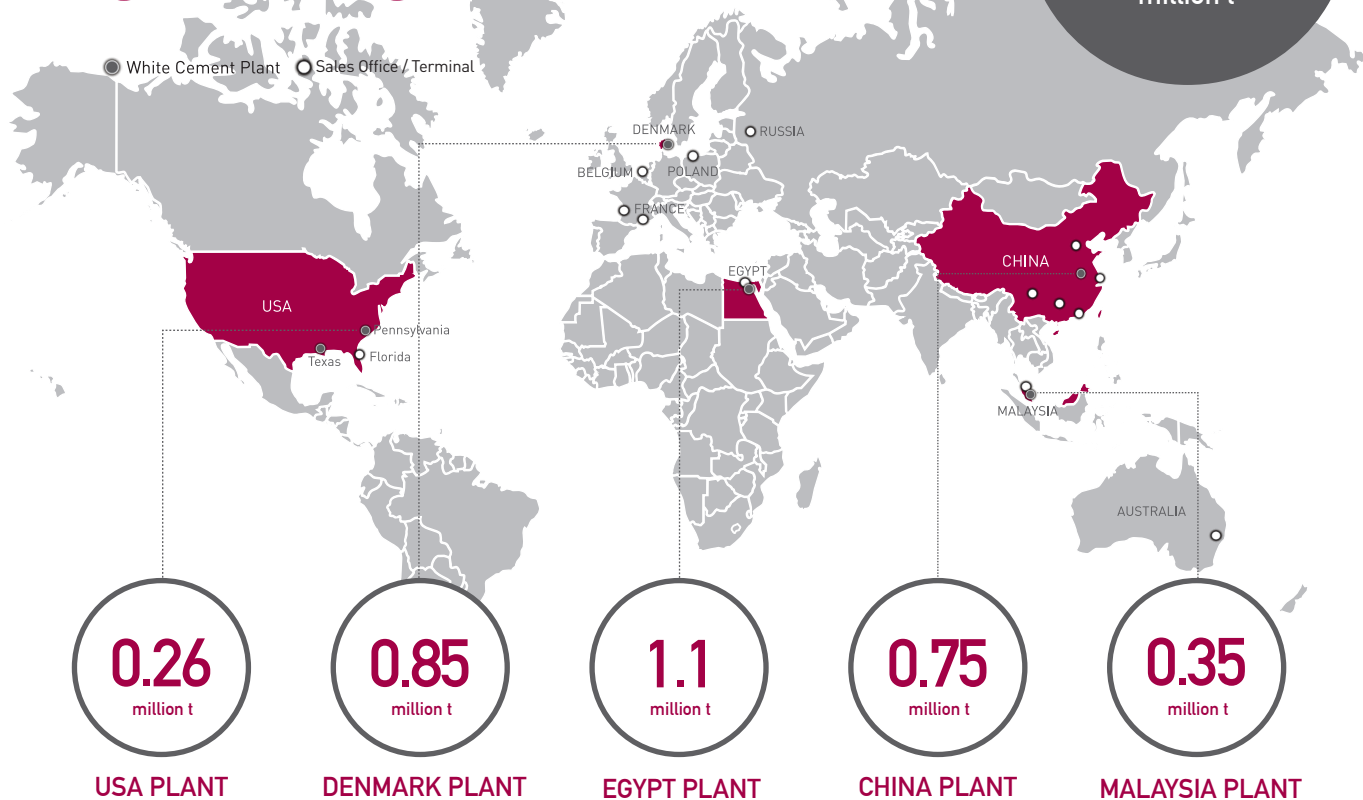 million t
White Cement Plant
Sales Office / Terminal
DENMARK
RUSSIA
BELGIUM
POLAND
FRANCE
EGYPT
CHINA
USA
Pennsylvania
Texas
Florida
MALAYSIA
AUSTRALIA
0.26
million t
USA PLANT
0.85
million t
DENMARK PLANT
1.1
million t
EGYPT PLANT
0.75
million t
CHINA PLANT
0.35
million t
MALAYSIA PLANT